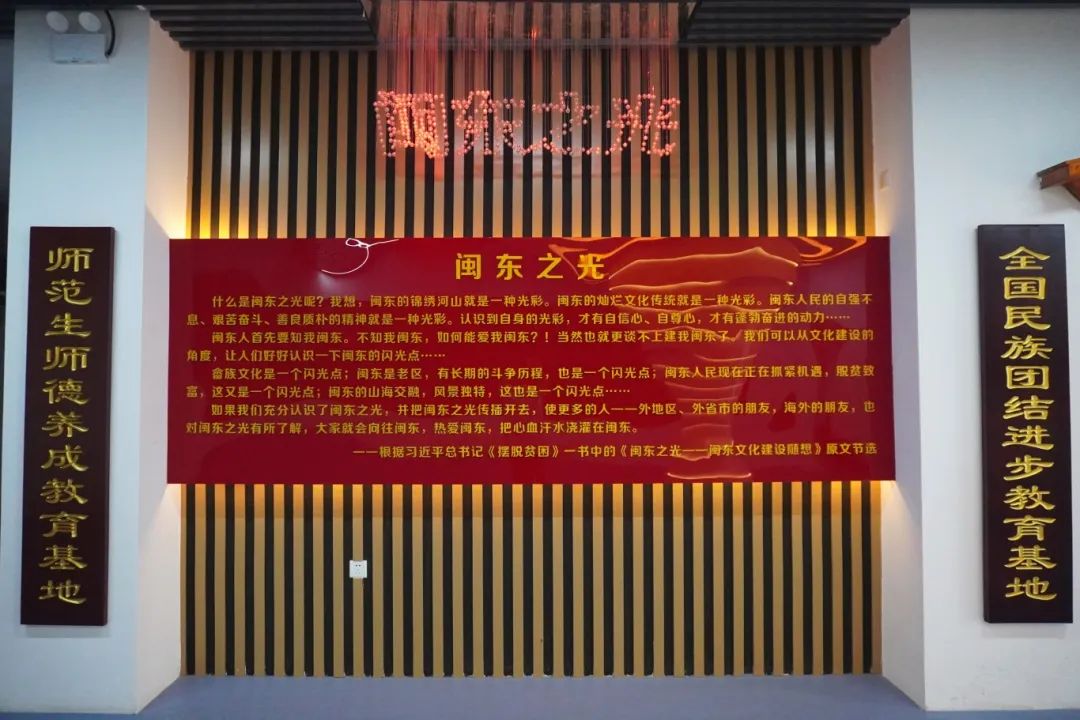 闽东之光
师范生师德养成教育基地
闽东之光
什么是闽东之光呢？我想，闽东的锦绣河山就是一种光彩。闽东的灿烂文化传统就是一种光彩。闽东人民的自强不
息、艰苦奋斗、善良质朴的精神就是一种光彩。认识到自身的光彩，才有自信心、自尊心，才有蓬勃奋进的动力……
闽东人首先要知我闽东。不知我闽东，如何能爱我闽东？！当然也就更谈不上建我闽东了。我们可以从文化建设的
角度，让人们好好认识一下闽东的闪光点……
畲族文化是一个闪光点；闽东是老区，有长期的斗争历程，也是一个闪光点；闽东人民现在正在抓紧机遇，脱贫致
富，这又是一个闪光点；闽东的山海交融，风景独特，这也是一个闪光点……
如果我们充分认识了闽东之光，并把闽东之光传播开去，使更多的人——外地区、外省市的朋友，海外的朋友，也
对闽东之光有所了解，大家就会向往闽东，热爱闽东，把心血汗水浇灌在闽东。
——根据习近平总书记《摆脱贫困》一书中的《闽东之光——闽东文化建设随想》原文节选
全国民族团结进步教育基地